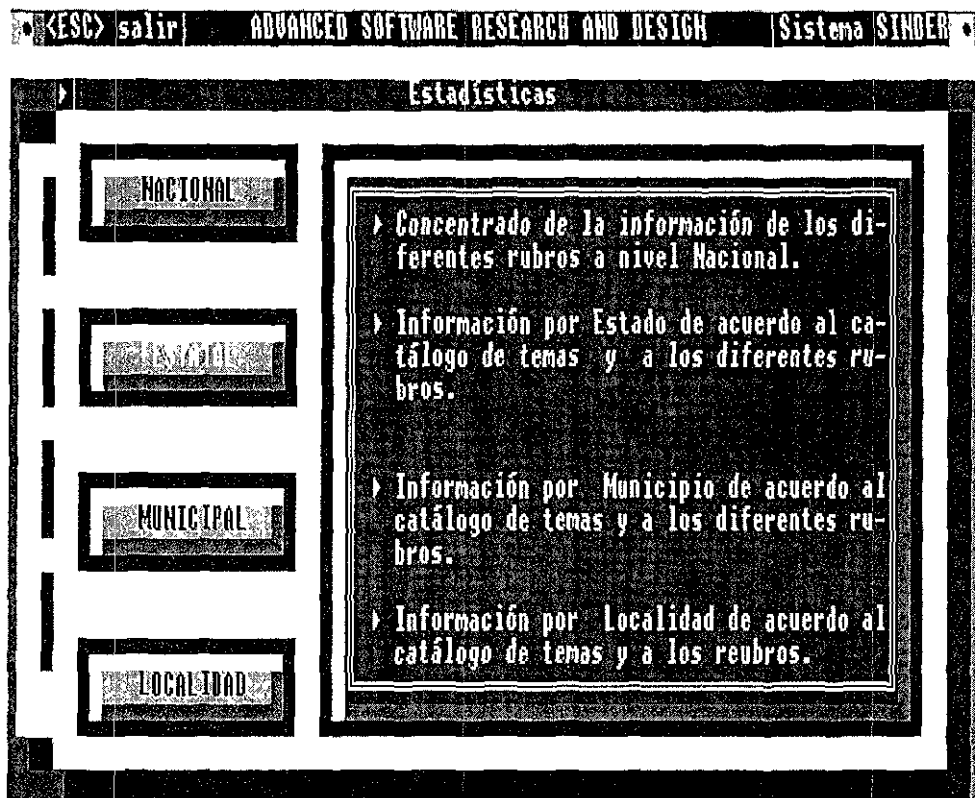 <ESC> salir ADVANCED SOFTWARE RESEARCH AND DESIGN Sistema SINDER
Estadísticas
NACIONAL
Concentrado de la información de los di-
ferentes rubros a nivel Nacional.
ESTATAL
Información por Estado de acuerdo al ca-
tálogo de temas y a los diferentes ru-
bros.
MUNICIPAL
Información por Municipio de acuerdo al
catálogo de temas y a los diferentes ru-
bros.
LOCALIDAD
Información por Localidad de acuerdo al
catálogo de temas y a los reubros.